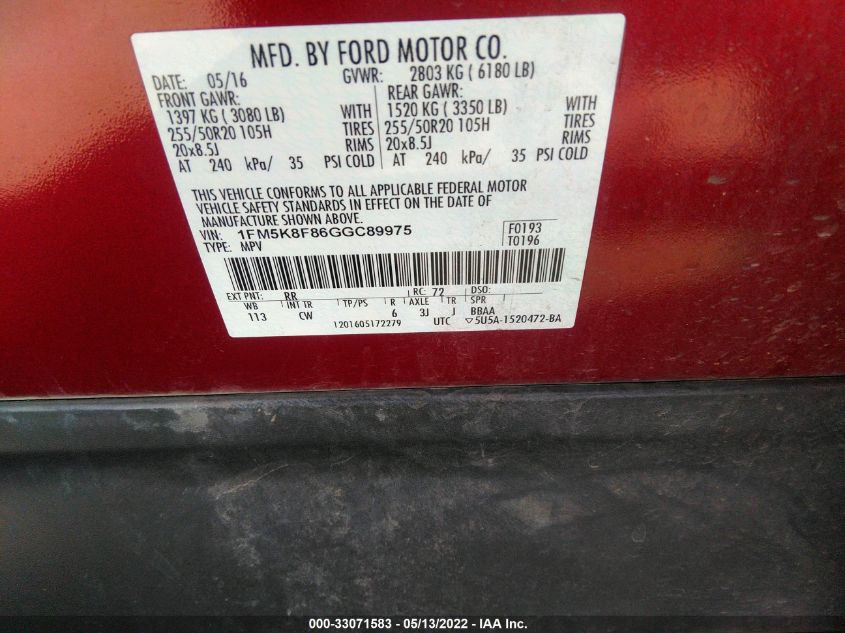 MFD. BY FORD MOTOR CO.
DATE: 05/16 GVWR: 2803 KG ( 6180 LB)
FRONT GAWR: REAR GAWR:
1397 KG ( 3080 LB) WITH 1520 KG ( 3350 LB) WITH
255/50R20 105H TIRES 255/50R20 105H TIRES
20x8.5J RIMS 20x8.5J RIMS
AT 240 kPa/ 35 PSI COLD AT 240 kPa/ 35 PSI COLD
THIS VEHICLE CONFORMS TO ALL APPLICABLE FEDERAL MOTOR
VEHICLE SAFETY STANDARDS IN EFFECT ON THE DATE OF
MANUFACTURE SHOWN ABOVE.
VIN: 1FM5K8F86GGC89975 F0193
TYPE: MPV T0196
EXT PNT: RR RC: 72 DSO:
WB INT TR TP/PS R AXLE TR SPR
113 CW 6 3J J BBAA
1201605172279 UTC ▽5U5A-1520472-BA
000-33071583 - 05/13/2022 - IAA Inc.